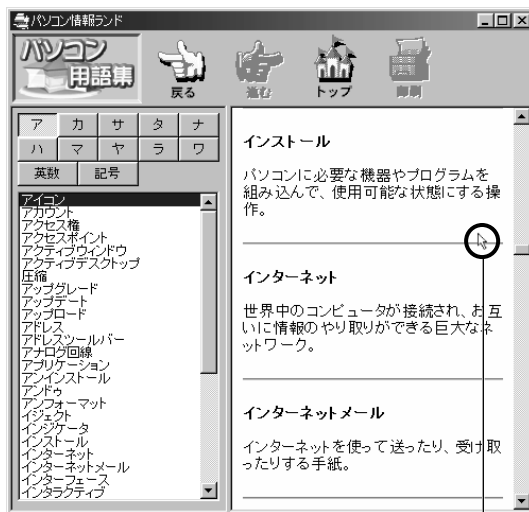 パソコン情報ランド
パソコン
用語集
戻る
進む
トップ
印刷
ア カ サ タ ナ
ハ マ ヤ ラ ワ
英数 記号
アイコン
アカウント
アクセス権
アクセスポイント
アクティブウィンドウ
アクティブデスクトップ
圧縮
アップグレード
アップデート
アップロード
アドレス
アドレスツールバー
アナログ回線
アプリケーション
アンインストール
アンドゥ
アンフォーマット
イジェクト
インジケータ
インストール
インターネット
インターネットメール
インターフェース
インタラクティブ
インストール
パソコンに必要な機器やプログラムを
組み込んで、使用可能な状態にする操
作。
インターネット
世界中のコンピュータが接続され、お互
いに情報のやり取りができる巨大なネ
ットワーク。
インターネットメール
インターネットを使って送ったり、受け取
ったりする手紙。